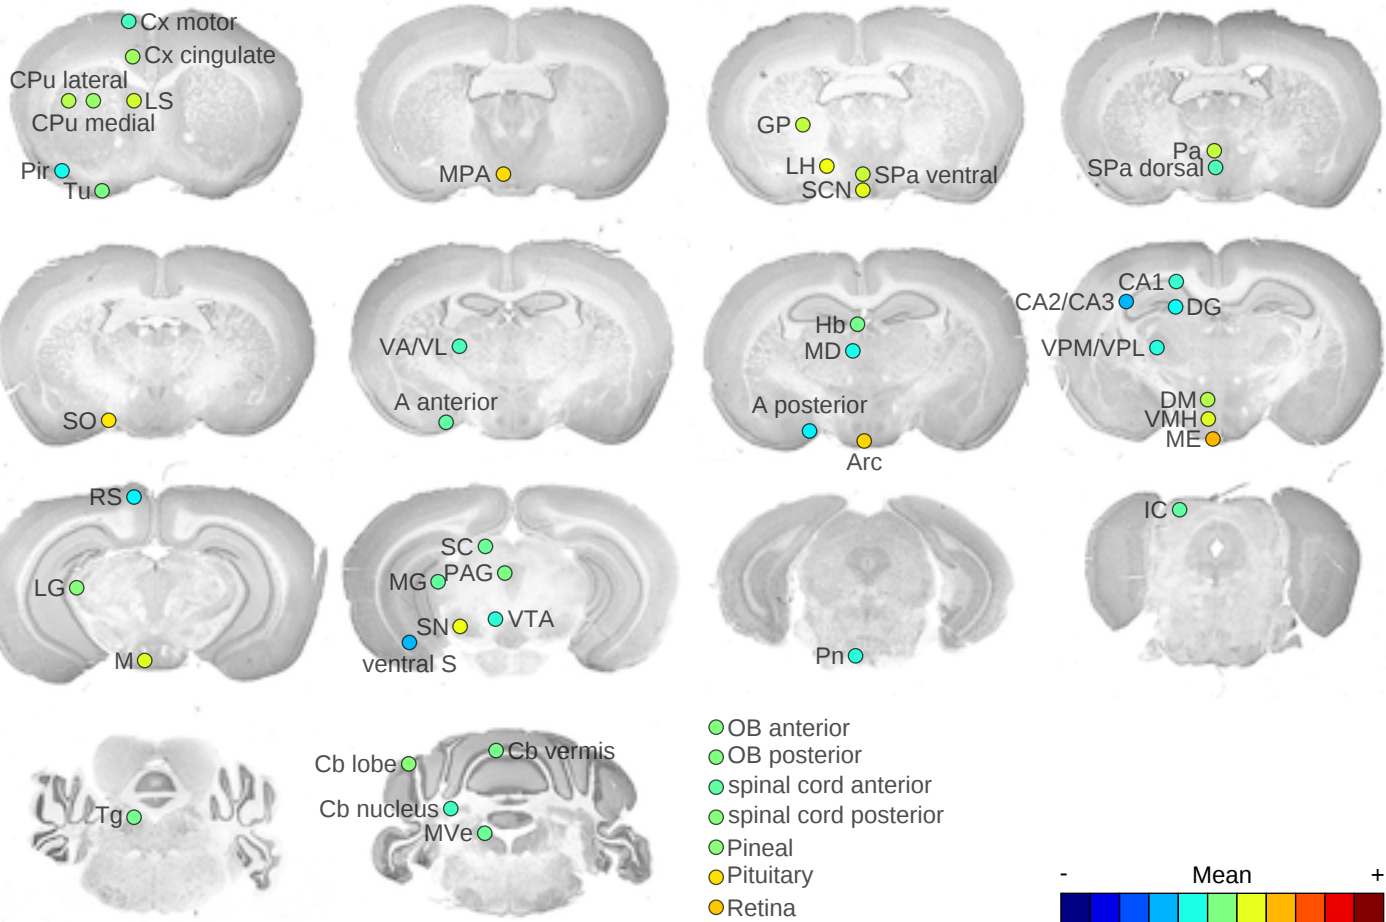 Cx motor
Cx cingulate
CPu lateral
LS
CPu medial
Pir
Tu
MPA
GP
LH
SPa ventral
SCN
Pa
SPa dorsal
SO
VA/VL
A anterior
Hb
MD
A posterior
Arc
CA1
CA2/CA3
DG
VPM/VPL
DM
VMH
ME
RS
LG
M
SC
PAG
MG
VTA
SN
ventral S
Pn
IC
Tg
Cb vermis
Cb lobe
Cb nucleus
MVe
OB anterior
OB posterior
spinal cord anterior
spinal cord posterior
Pineal
Pituitary
Retina
- Mean +